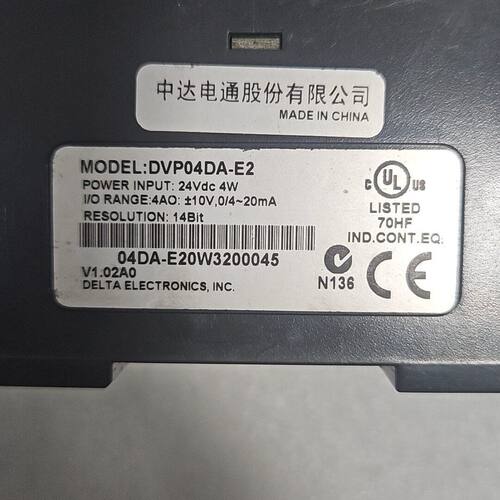 中达电通股份有限公司
MADE IN CHINA
MODEL:DVP04DA-E2
POWER INPUT: 24Vdc 4W
I/O RANGE:4AO: ±10V,0/4~20mA
RESOLUTION: 14Bit
04DA-E20W3200045
V1.02A0
DELTA ELECTRONICS, INC.
C UL US
LISTED
70HF
IND.CONT.EQ.
N136
CE